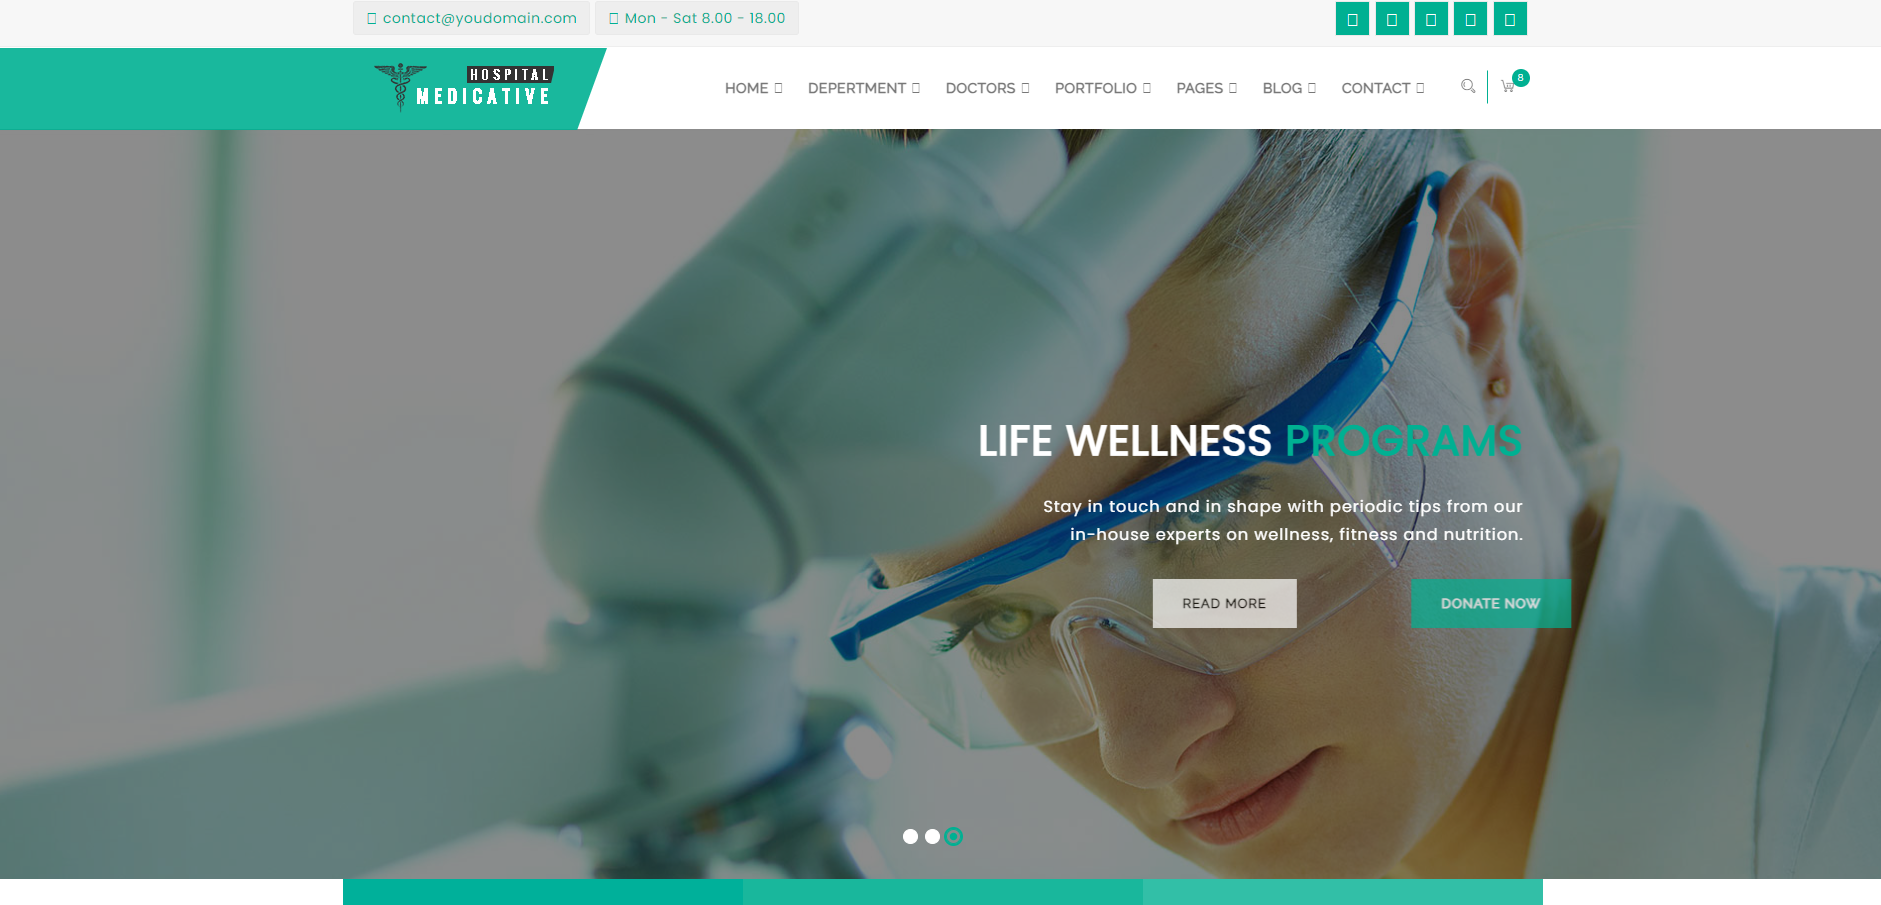 contact@youdomain.com
Mon - Sat 8.00 - 18.00
HOSPITAL
MEDICATIVE
HOME
DEPERTMENT
DOCTORS
PORTFOLIO
PAGES
BLOG
CONTACT
8
LIFE WELLNESS PROGRAMS
Stay in touch and in shape with periodic tips from our
in-house experts on wellness, fitness and nutrition.
READ MORE
DONATE NOW